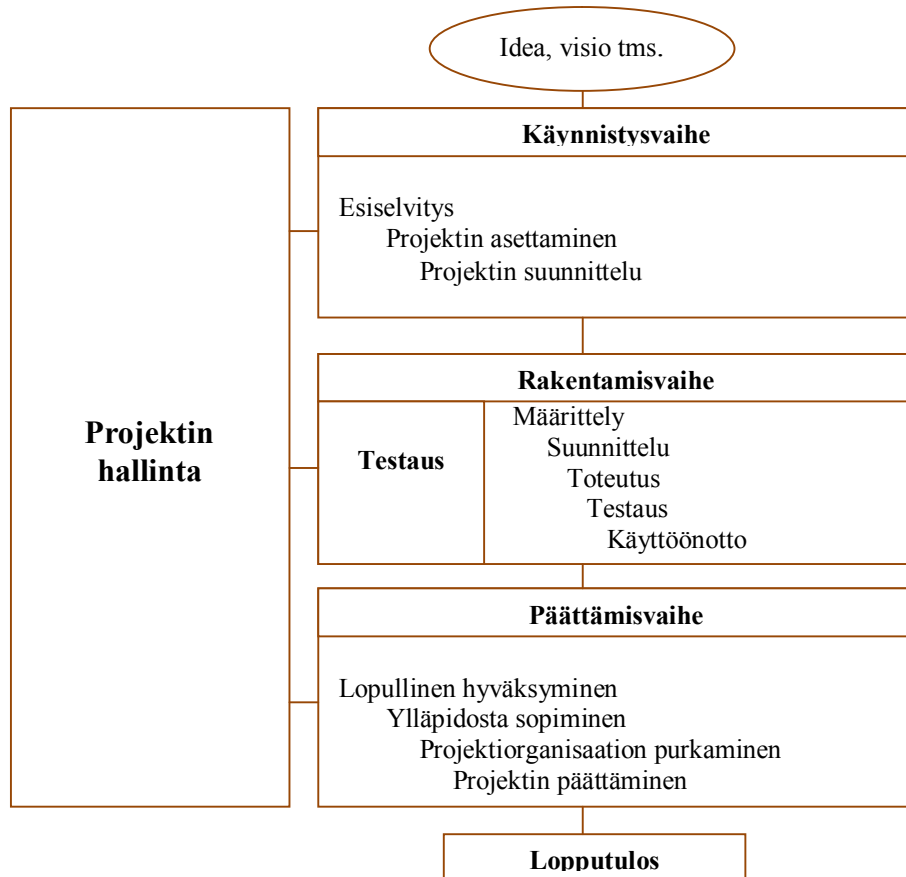 Idea, visio tms.
Käynnistysvaihe
Esiselvitys
Projektin asettaminen
Projektin suunnittelu
Projektin
hallinta
Rakentamisvaihe
Testaus
Määrittely
Suunnittelu
Toteutus
Testaus
Käyttöönotto
Päättämisvaihe
Lopullinen hyväksyminen
Ylläpidosta sopiminen
Projektiorganisaation purkaminen
Projektin päättäminen
Lopputulos